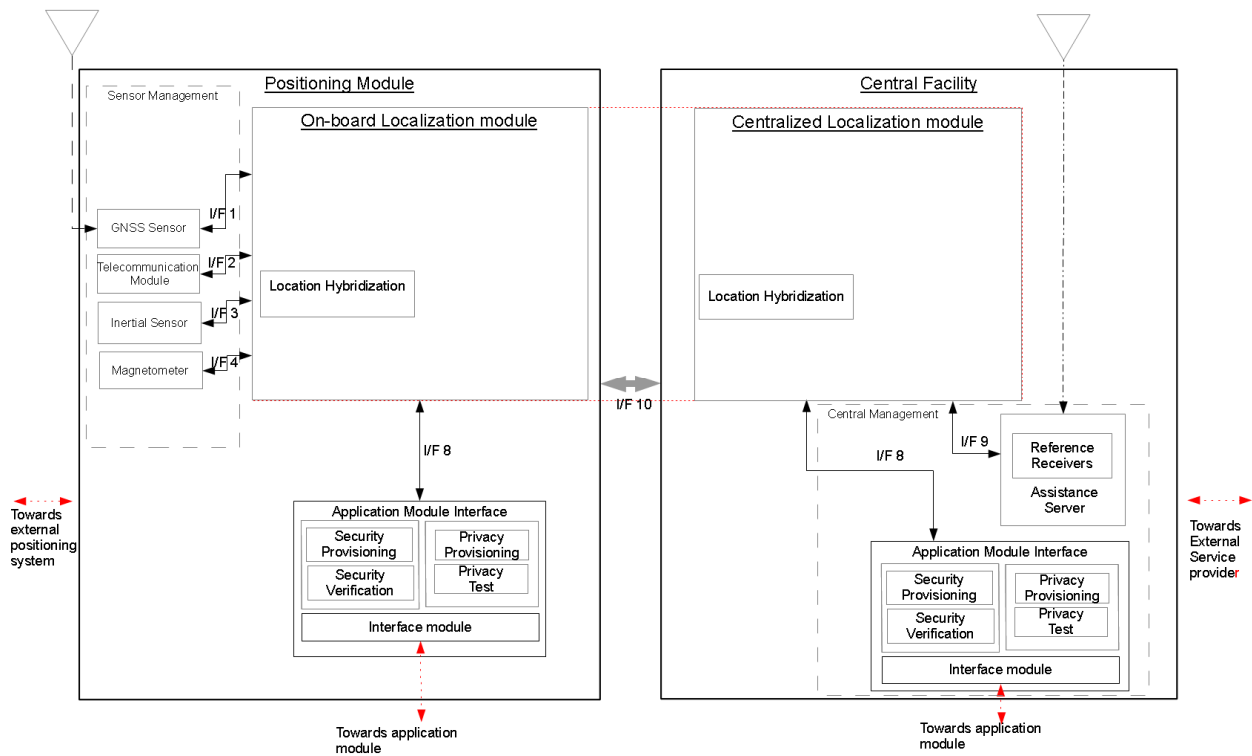 Positioning Module
Sensor Management
On-board Localization module
I/F 1
GNSS Sensor
I/F 2
Telecommunication
Module
Location Hybridization
I/F 3
Inertial Sensor
I/F 4
Magnetometer
I/F 8
Application Module Interface
Security
Provisioning
Security
Verification
Privacy
Provisioning
Privacy
Test
Interface module
Towards application
module
Towards
external
positioning
system
I/F 10
Central Facility
Centralized Localization module
Location Hybridization
Central Management
I/F 8
I/F 9
Reference
Receivers
Assistance
Server
Application Module Interface
Security
Provisioning
Security
Verification
Privacy
Provisioning
Privacy
Test
Interface module
Towards application
module
Towards
External
Service
provider